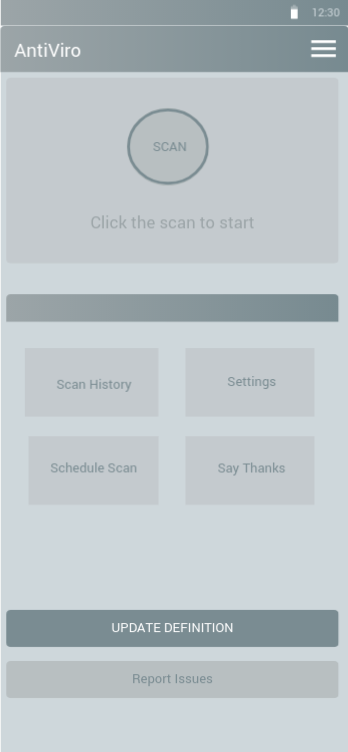 12:30
AntiViro
SCAN
Click the scan to start
Scan History
Settings
Schedule Scan
Say Thanks
UPDATE DEFINITION
Report Issues